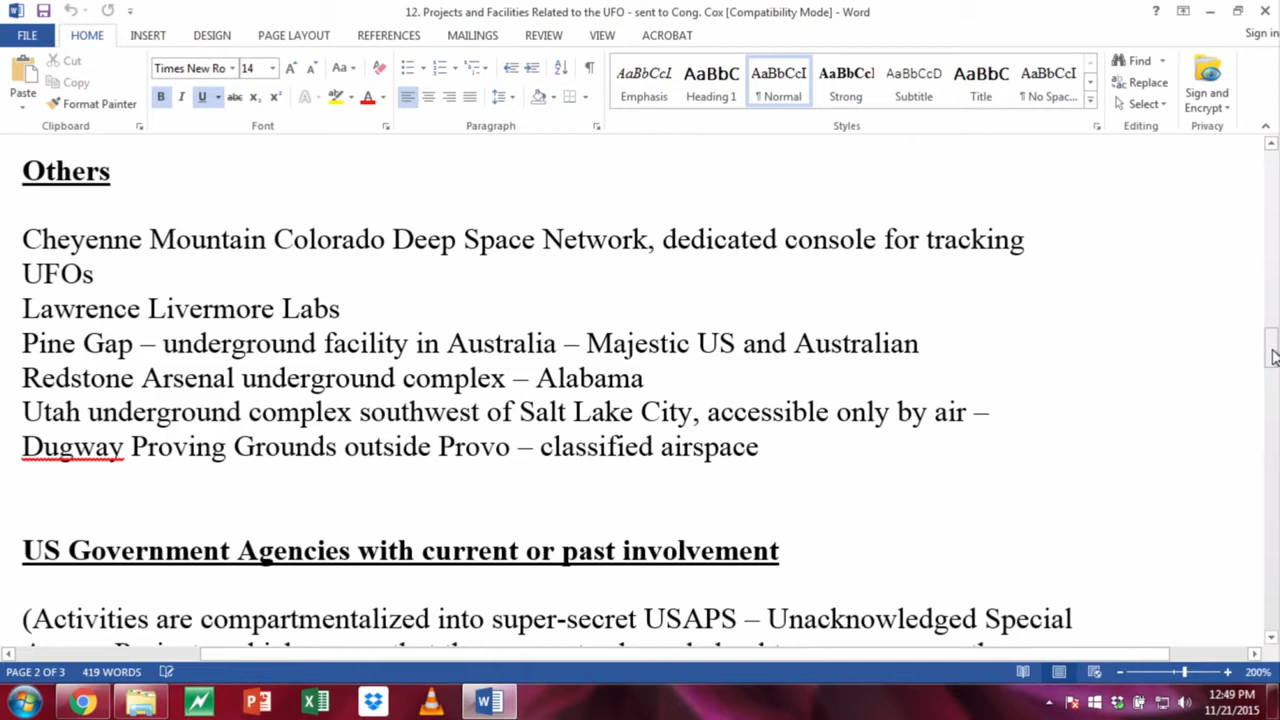 12. Projects and Facilities Related to the UFO - sent to Cong. Cox [Compatibility Mode] - Word
FILE HOME INSERT DESIGN PAGE LAYOUT REFERENCES MAILINGS REVIEW VIEW ACROBAT Sign in
Paste
Cut
Copy
Format Painter
Clipboard
Times New Ro 14
Font
Paragraph
AaBbCcI Emphasis
AaBbC Heading 1
AaBbCcI ¶ Normal
AaBbCcl Strong
AaBbCcD Subtitle
AaBbC Title
AaBbCcI ¶ No Spac...
Styles
Find
Replace
Select
Editing
Sign and
Encrypt
Privacy
Others
Cheyenne Mountain Colorado Deep Space Network, dedicated console for tracking
UFOs
Lawrence Livermore Labs
Pine Gap – underground facility in Australia – Majestic US and Australian
Redstone Arsenal underground complex – Alabama
Utah underground complex southwest of Salt Lake City, accessible only by air –
Dugway Proving Grounds outside Provo – classified airspace
US Government Agencies with current or past involvement
(Activities are compartmentalized into super-secret USAPS – Unacknowledged Special
PAGE 2 OF 3 419 WORDS 200%
12:49 PM
11/21/2015